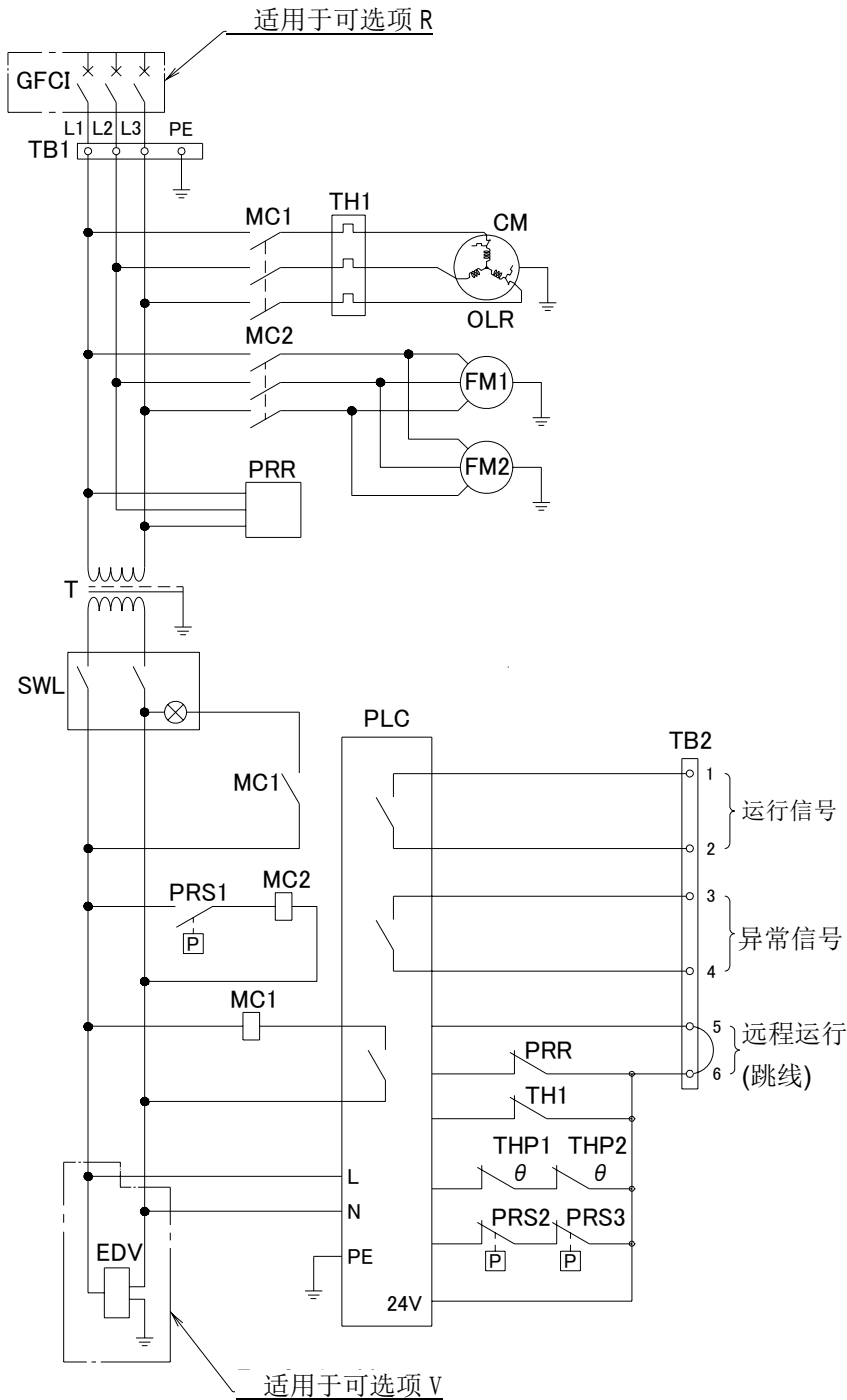 适用于可选项 R
GFCI
L1 L2 L3 PE
TB1
MC1 TH1 CM
OLR
MC2
FM1
FM2
PRR
T
SWL
PLC
TB2
MC1
1
运行信号
2
PRS1 MC2
P
3
异常信号
4
MC1
5 远程运行
PRR
6 (跳线)
TH1
THP1 THP2
θ θ
L
N
PRS2 PRS3
P P
PE
EDV
24V
适用于可选项 V